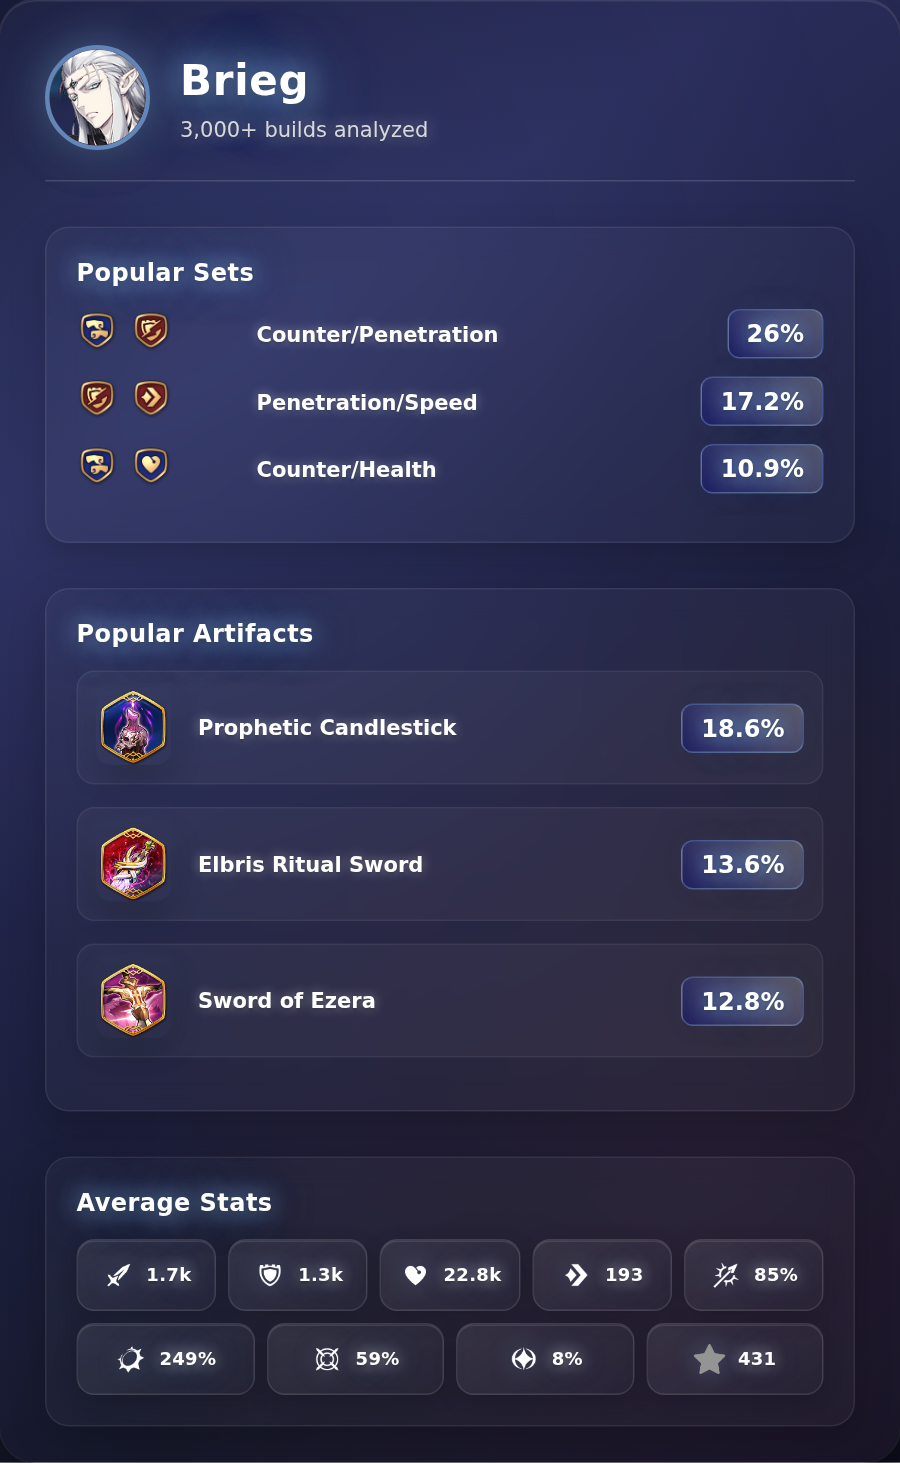 Brieg
3,000+ builds analyzed
Popular Sets
Counter/Penetration 26%
Penetration/Speed 17.2%
Counter/Health 10.9%
Popular Artifacts
Prophetic Candlestick 18.6%
Elbris Ritual Sword 13.6%
Sword of Ezera 12.8%
Average Stats
1.7k 1.3k 22.8k 193 85%
249% 59% 8% 431